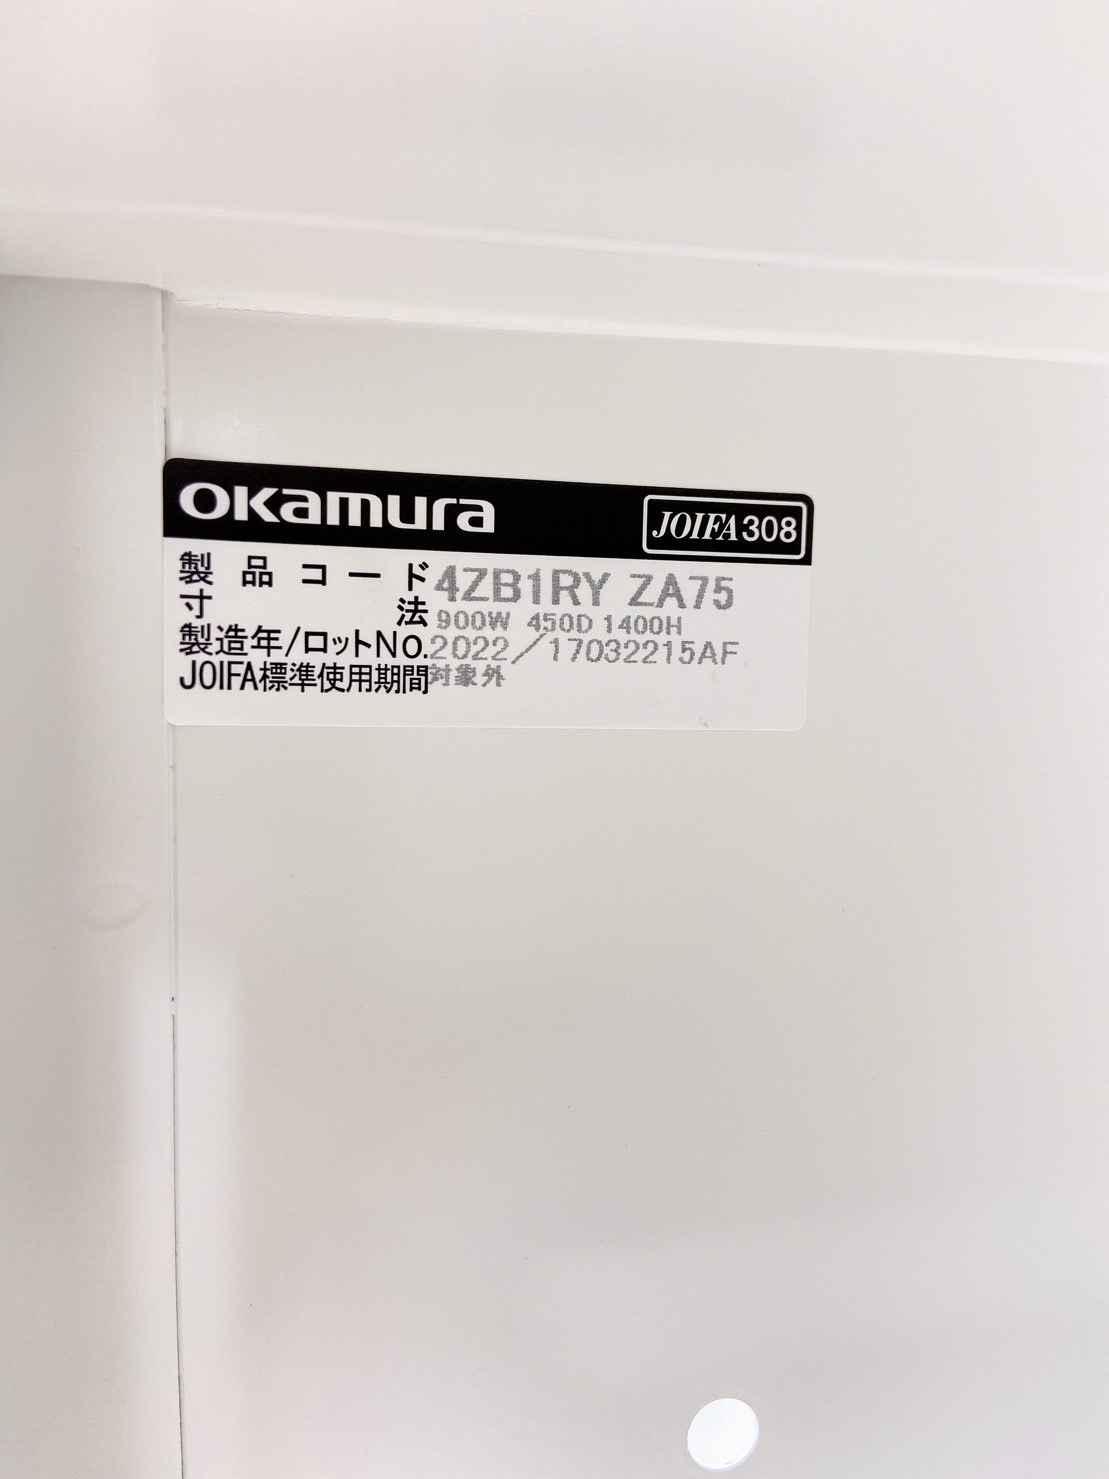 okamura JOIFA308
製品コード 4ZB1RY ZA75
寸法 900W 450D 1400H
製造年/ロットNo. 2022/17032215AF
JOIFA標準使用期間 対象外